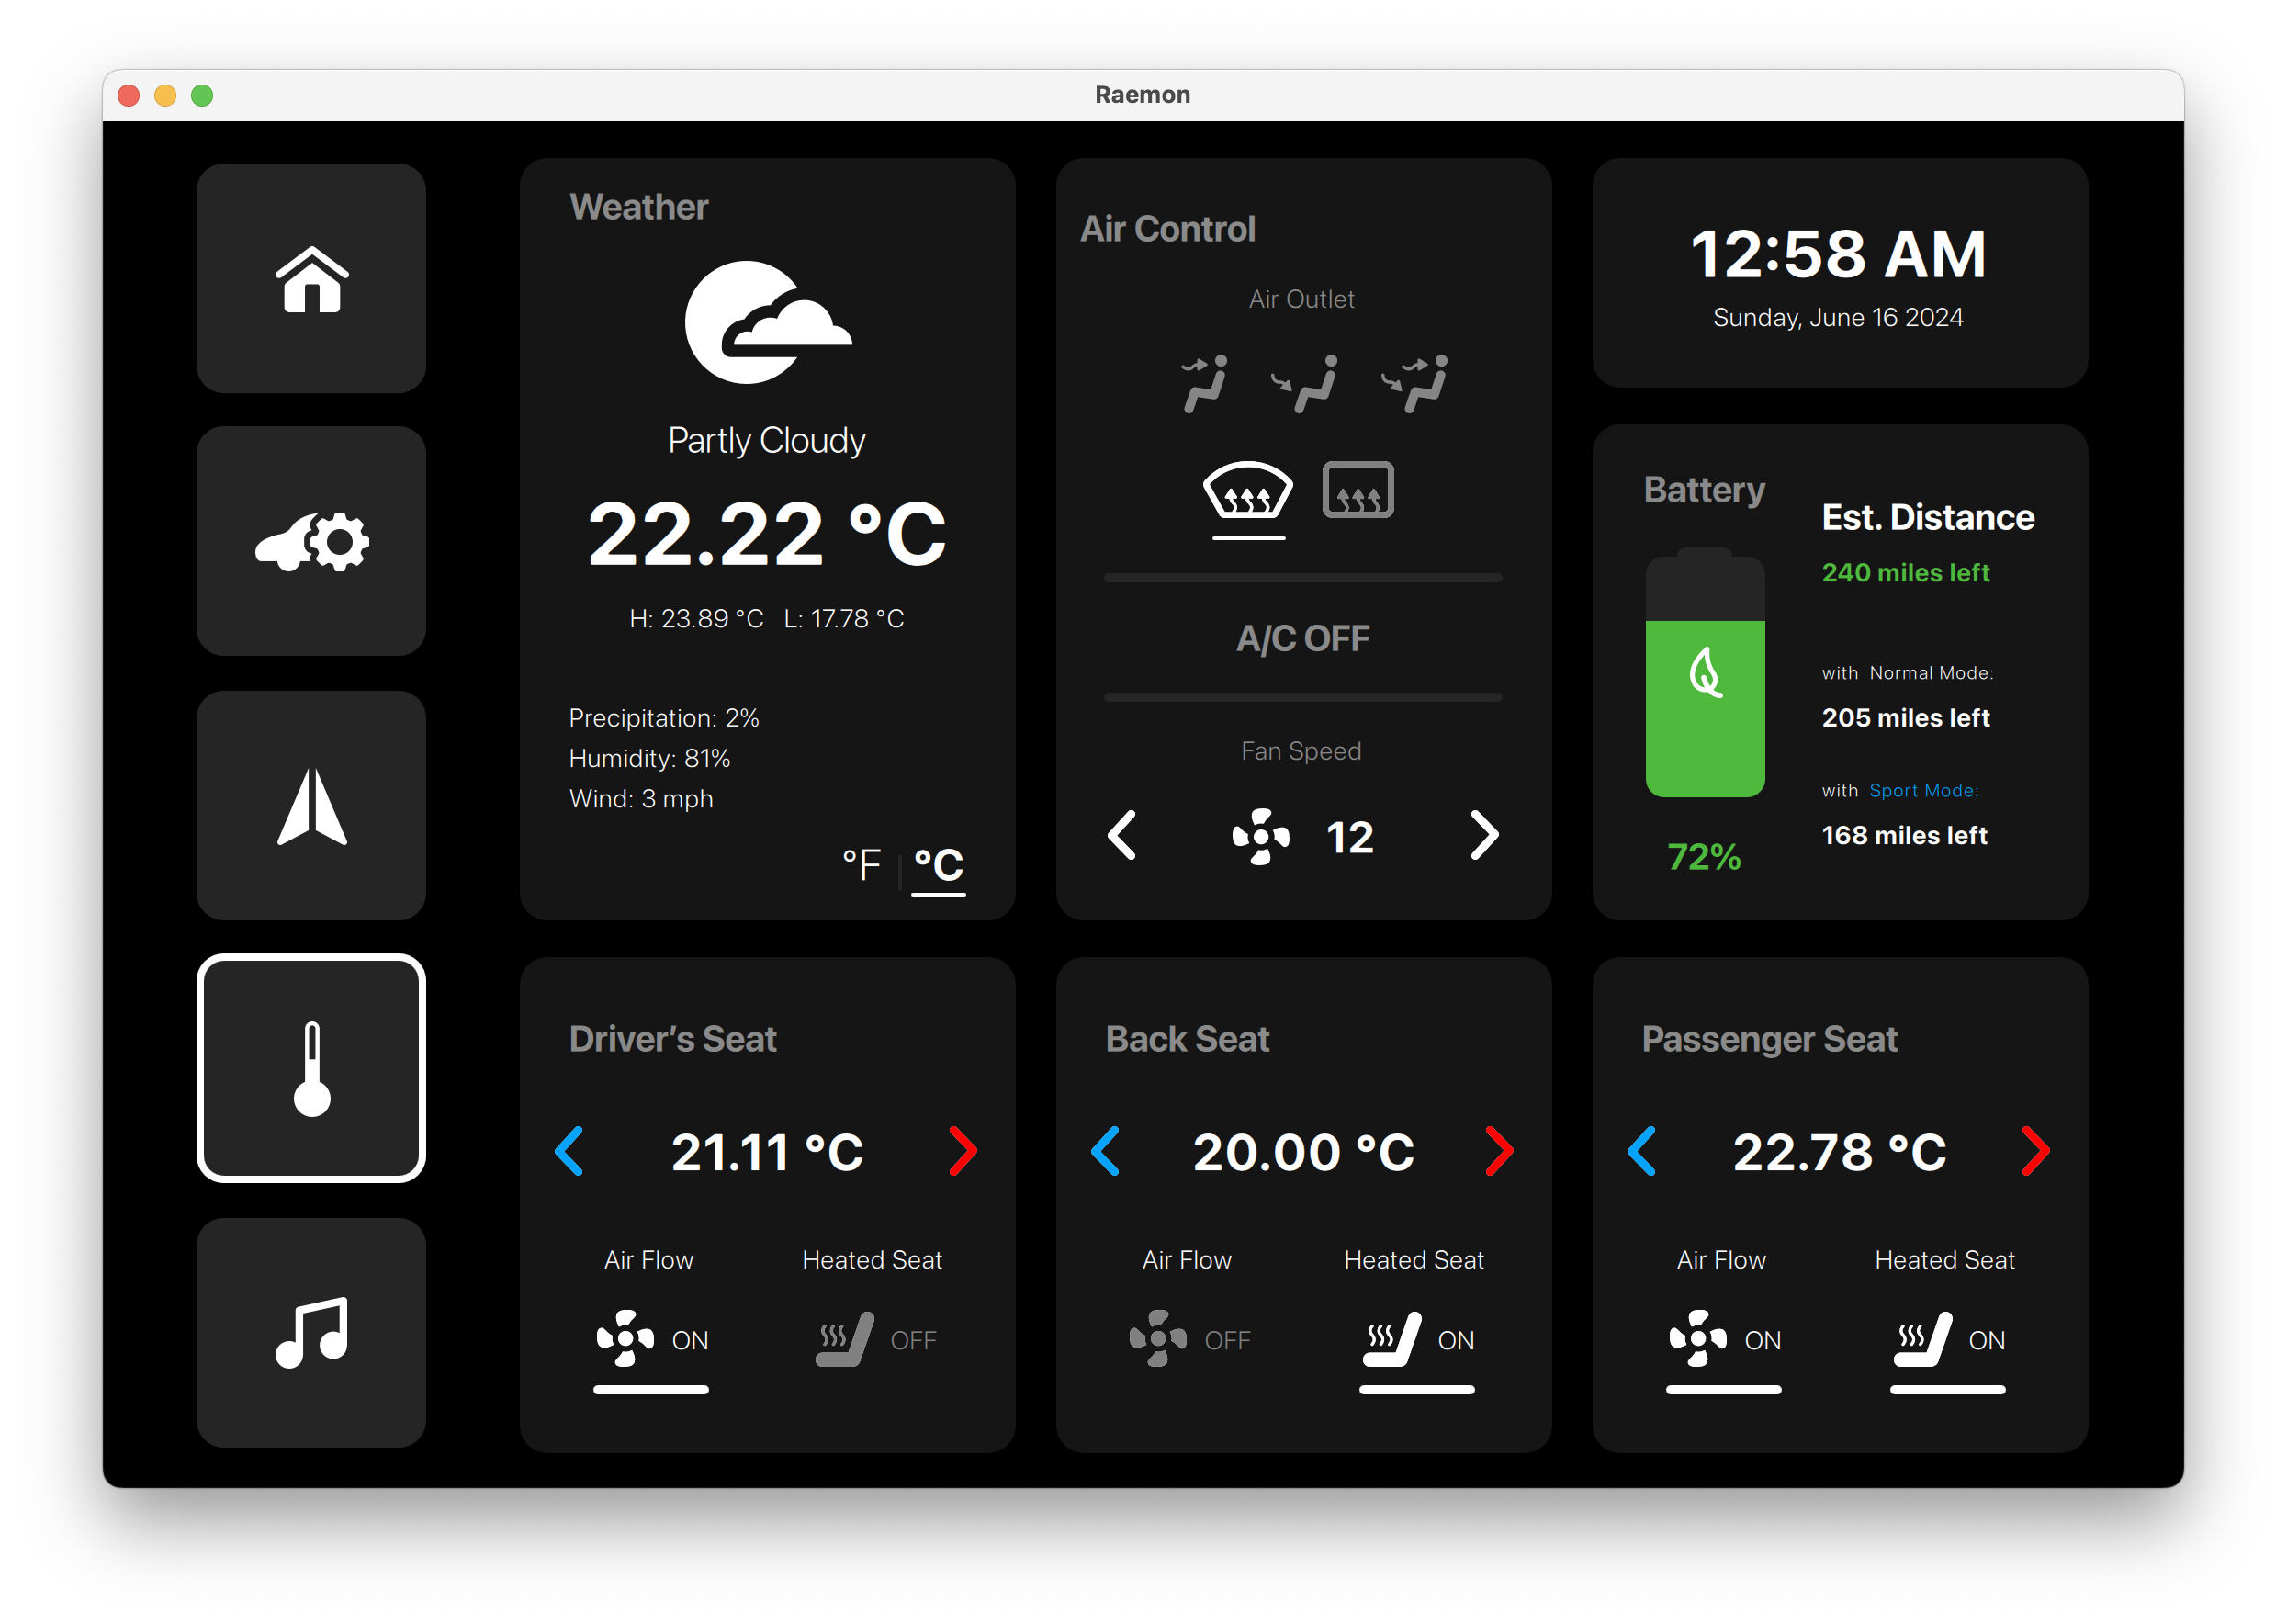 Raemon
Weather
Partly Cloudy
22.22 °C
H: 23.89 °C L: 17.78 °C
Precipitation: 2%
Humidity: 81%
Wind: 3 mph
°F °C
Air Control
Air Outlet
A/C OFF
Fan Speed
12
12:58 AM
Sunday, June 16 2024
Battery
Est. Distance
240 miles left
with Normal Mode:
205 miles left
with Sport Mode:
168 miles left
72%
Driver’s Seat
21.11 °C
Air Flow Heated Seat
ON OFF
Back Seat
20.00 °C
Air Flow Heated Seat
OFF ON
Passenger Seat
22.78 °C
Air Flow Heated Seat
ON ON